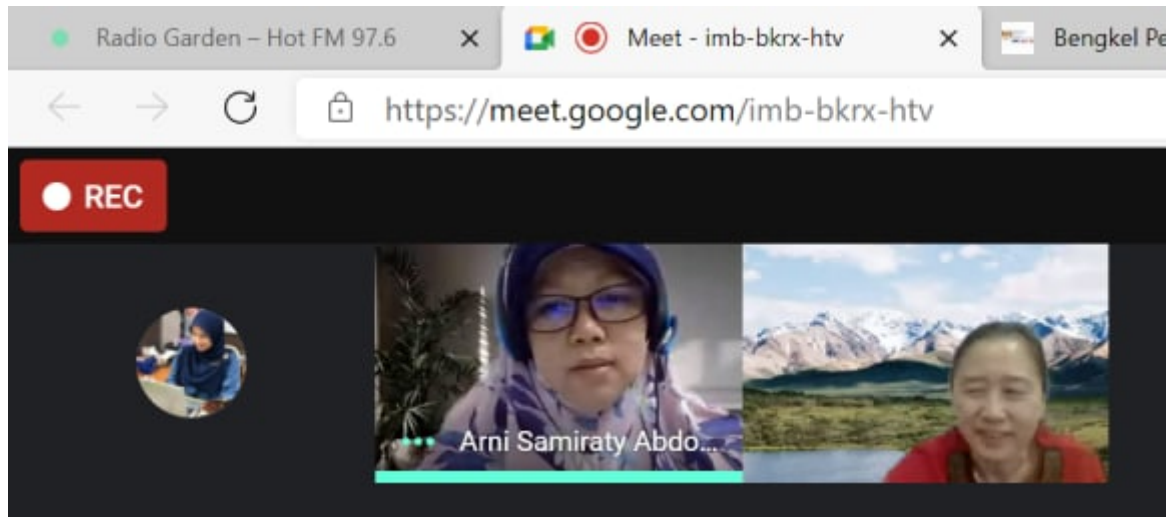 Radio Garden – Hot FM 97.6
Meet - imb-bkrx-htv
Bengkel Pe
https://meet.google.com/imb-bkrx-htv
REC
Arni Samiraty Abdo...